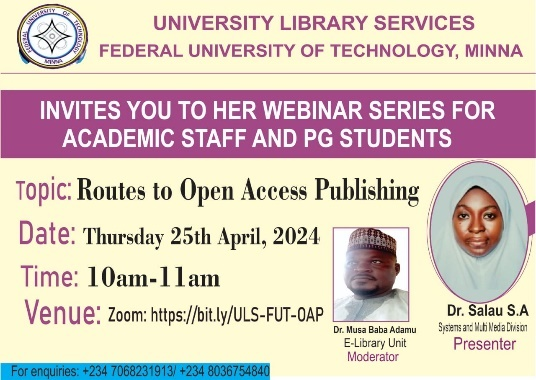 UNIVERSITY LIBRARY SERVICES
FEDERAL UNIVERSITY OF TECHNOLOGY, MINNA
FEDERAL UNIVERSITY OF TECHNOLOGY
MINNA
INVITES YOU TO HER WEBINAR SERIES FOR
ACADEMIC STAFF AND PG STUDENTS
Topic: Routes to Open Access Publishing
Date: Thursday 25th April, 2024
Time: 10am-11am
Venue: Zoom: https://bit.ly/ULS-FUT-OAP
Dr. Musa Baba Adamu
E-Library Unit
Moderator
Dr. Salau S.A
Systems and Multi Media Division
Presenter
For enquiries: +234 7068231913/ +234 8036754840